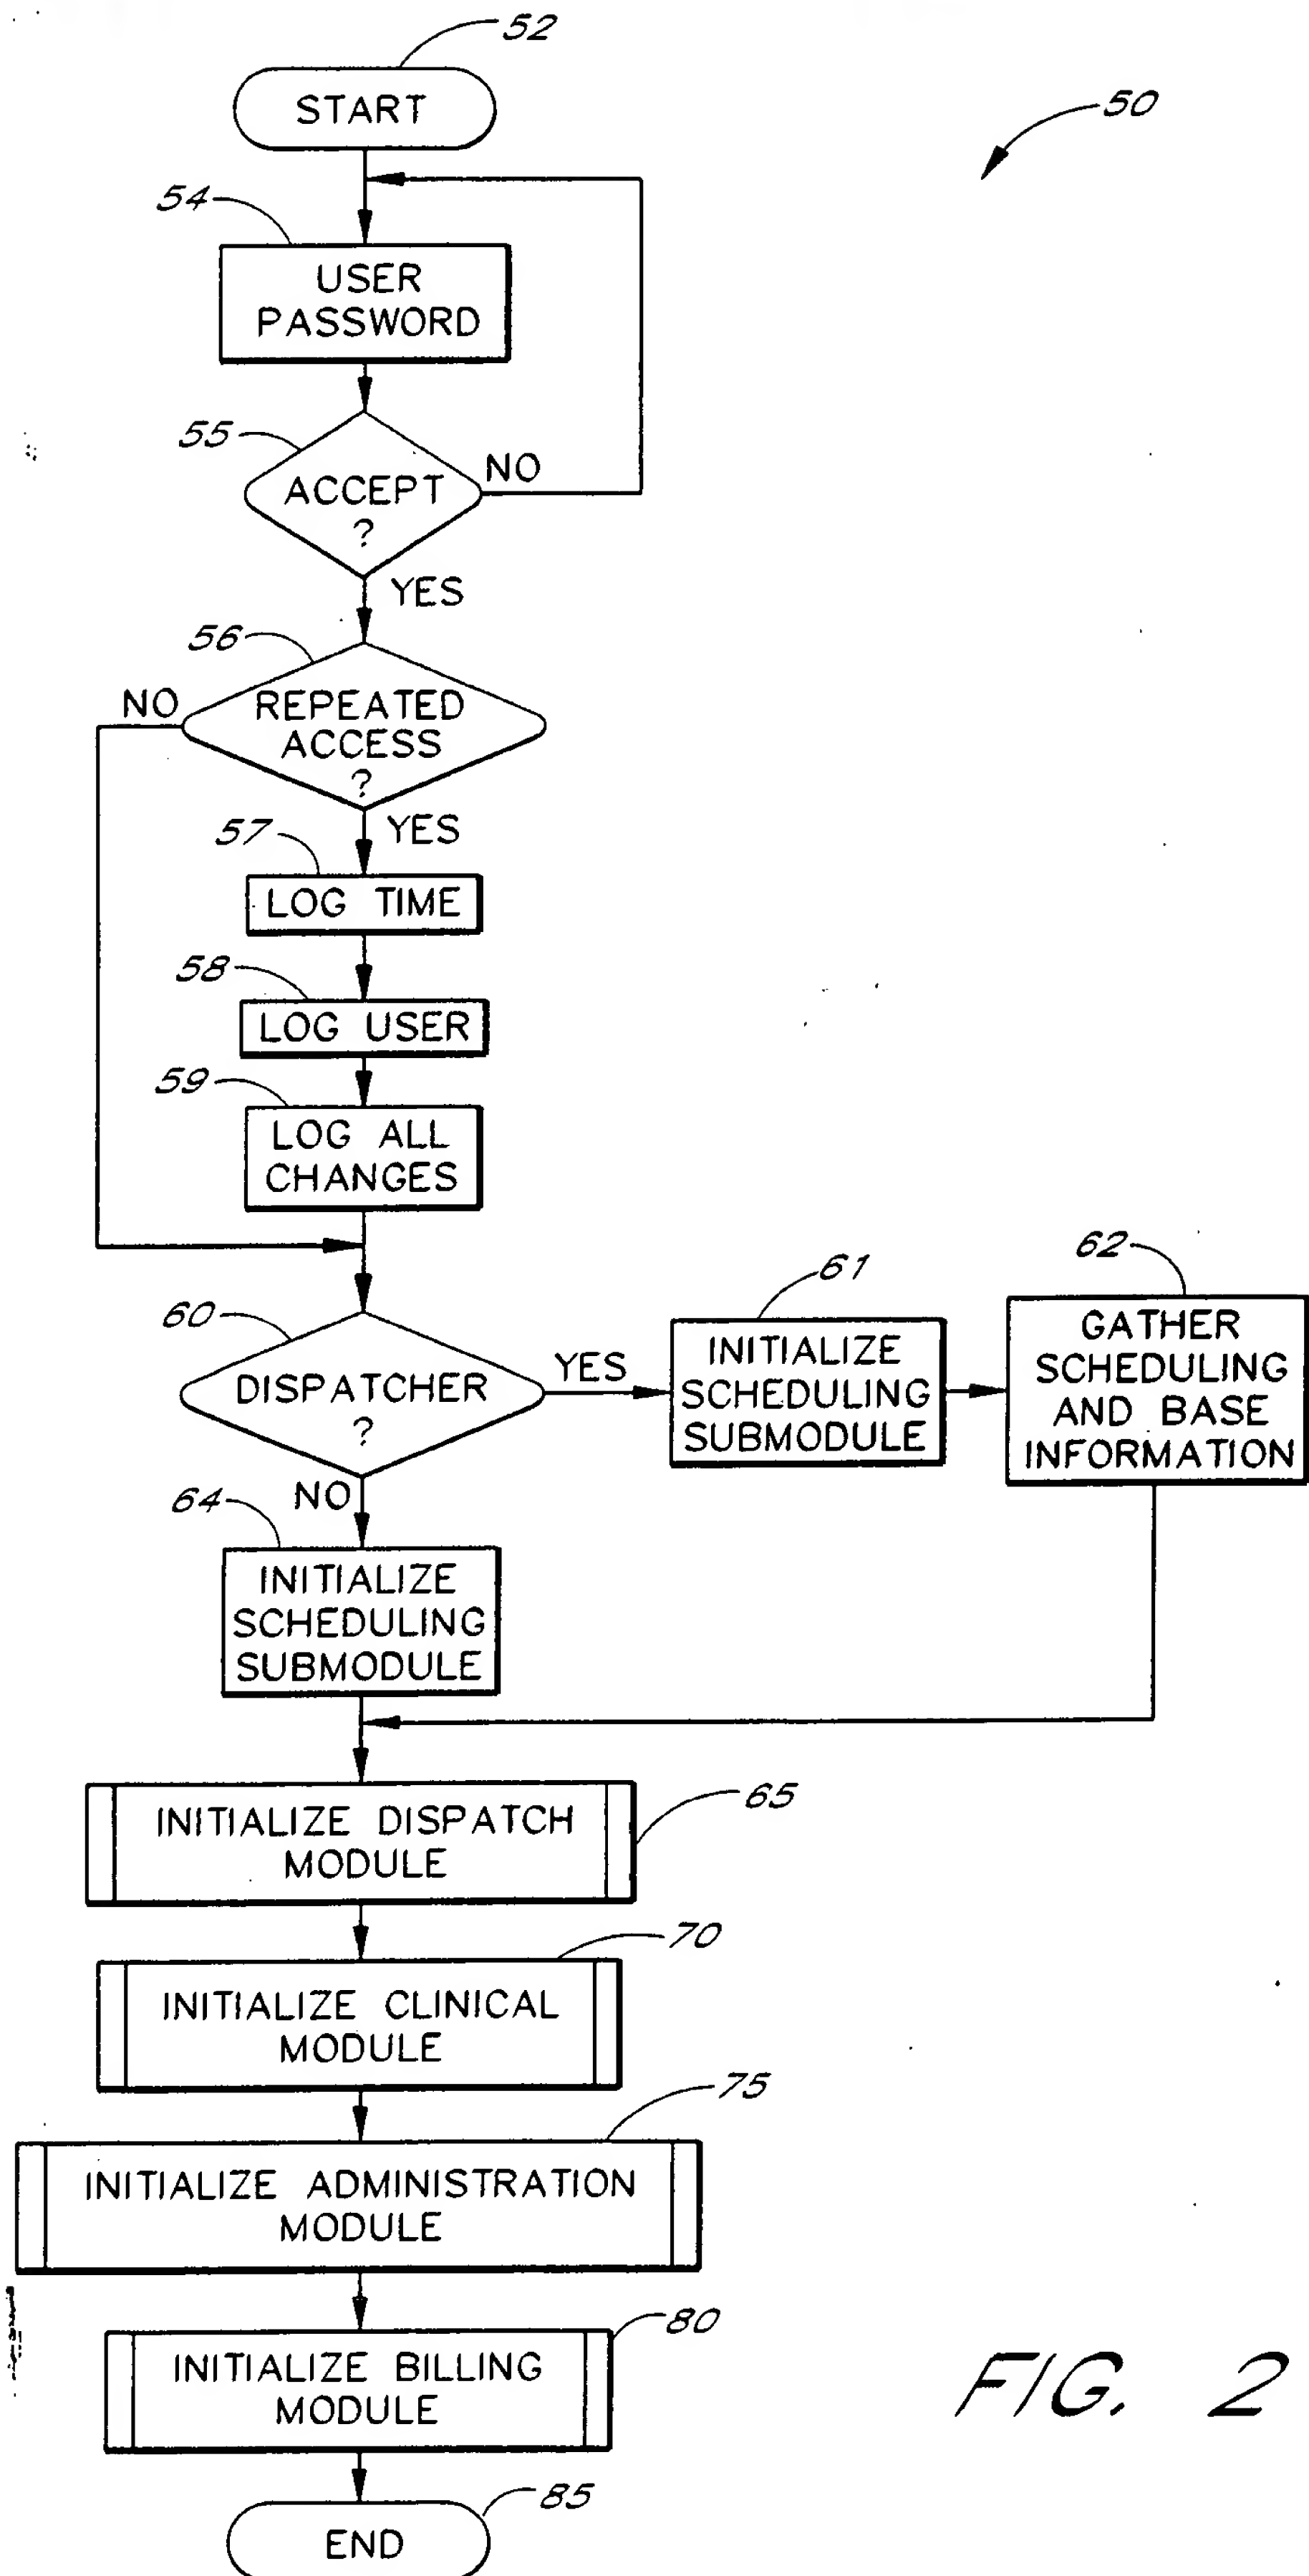 52
START
50
54
USER
PASSWORD
55
ACCEPT
?
NO
YES
56
REPEATED
ACCESS
?
NO
YES
57
LOG TIME
58
LOG USER
59
LOG ALL
CHANGES
60
DISPATCHER
?
YES
61
INITIALIZE
SCHEDULING
SUBMODULE
62
GATHER
SCHEDULING
AND BASE
INFORMATION
NO
64
INITIALIZE
SCHEDULING
SUBMODULE
65
INITIALIZE DISPATCH
MODULE
70
INITIALIZE CLINICAL
MODULE
75
INITIALIZE ADMINISTRATION
MODULE
80
INITIALIZE BILLING
MODULE
85
END
FIG. 2